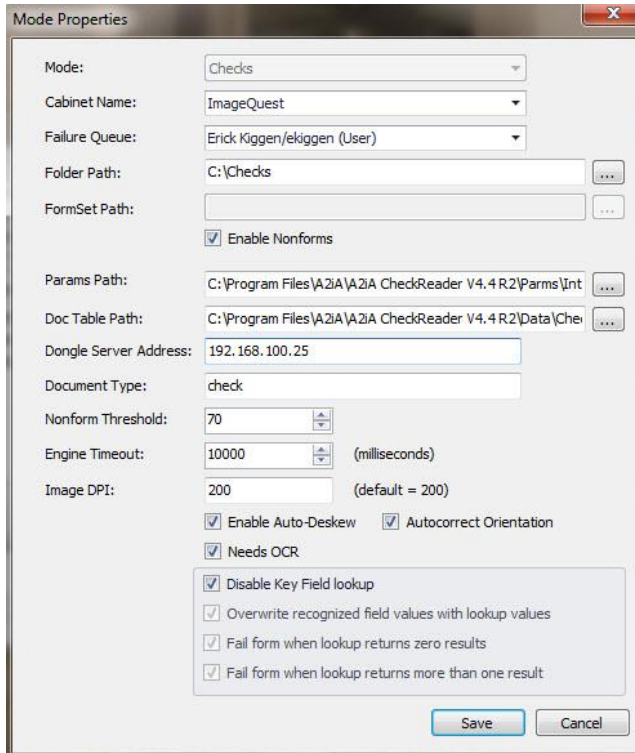 Mode Properties
Mode: Checks
Cabinet Name: ImageQuest
Failure Queue: Erick Kiggen/ekiggen (User)
Folder Path: C:\Checks ...
FormSet Path: ...
Enable Nonforms
Params Path: C:\Program Files\A2iA\A2iA CheckReader V4.4 R2\Parms\Int ...
Doc Table Path: C:\Program Files\A2iA\A2iA CheckReader V4.4 R2\Data\Che ...
Dongle Server Address: 192.168.100.25
Document Type: check
Nonform Threshold: 70
Engine Timeout: 10000 (milliseconds)
Image DPI: 200 (default = 200)
Enable Auto-Deskew Autocorrect Orientation
Needs OCR
Disable Key Field lookup
Overwrite recognized field values with lookup values
Fail form when lookup returns zero results
Fail form when lookup returns more than one result
Save Cancel